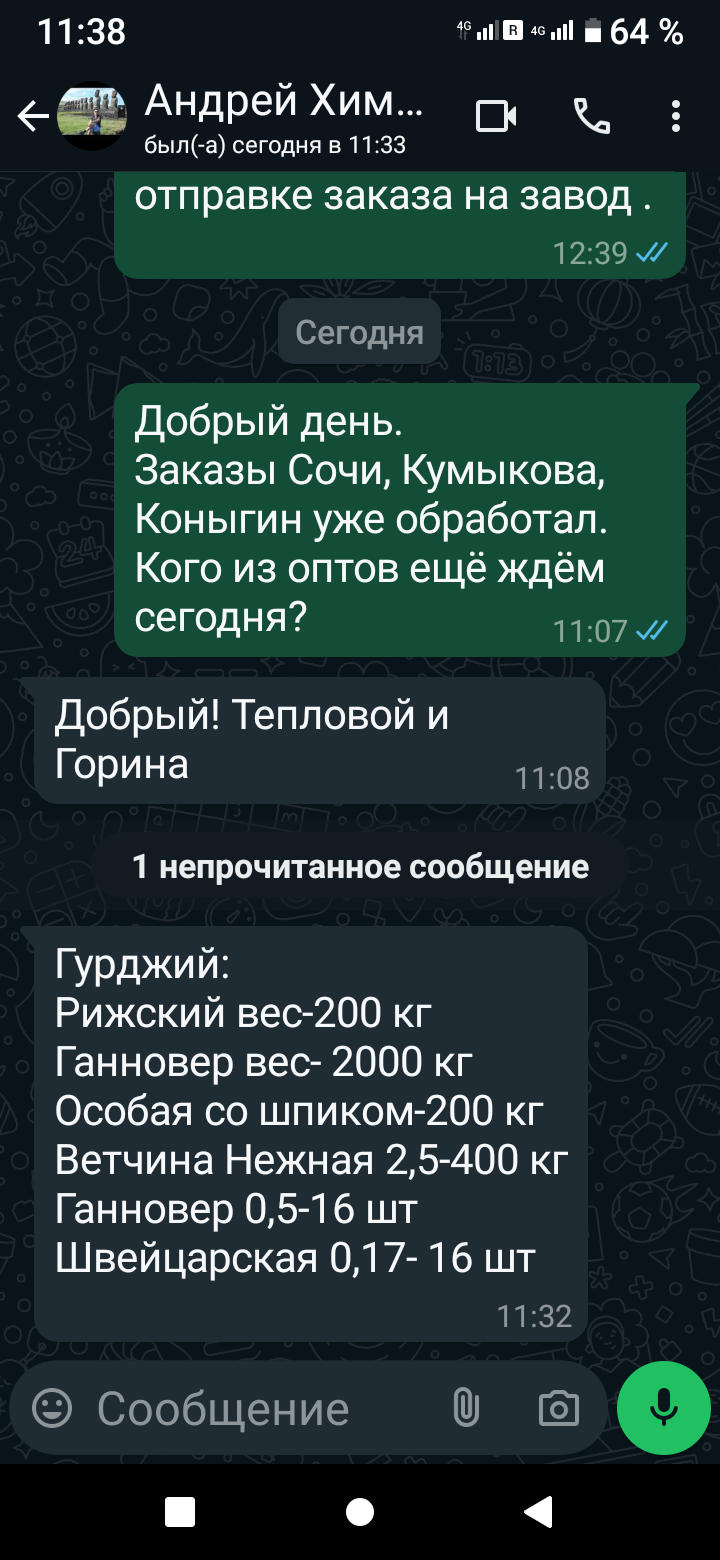 11:38
4G R 4G 64 %
Андрей Хим...
был(-а) сегодня в 11:33
отправке заказа на завод .
12:39
Сегодня
Добрый день.
Заказы Сочи, Кумыкова,
Коныгин уже обработал.
Кого из оптов ещё ждём
сегодня?
11:07
Добрый! Тепловой и
Горина
11:08
1 непрочитанное сообщение
Гурджий:
Рижский вес-200 кг
Ганновер вес- 2000 кг
Особая со шпиком-200 кг
Ветчина Нежная 2,5-400 кг
Ганновер 0,5-16 шт
Швейцарская 0,17- 16 шт
11:32
Сообщение